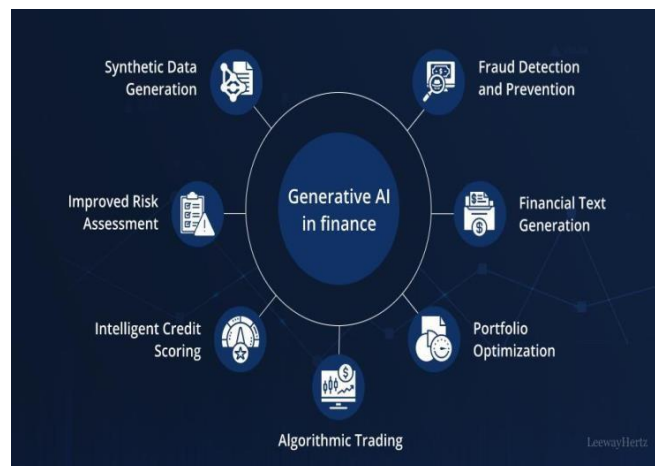 Synthetic Data
Generation
Fraud Detection
and Prevention
Improved Risk
Assessment
Generative AI
in finance
Financial Text
Generation
Intelligent Credit
Scoring
Portfolio
Optimization
Algorithmic Trading
LeewayHertz